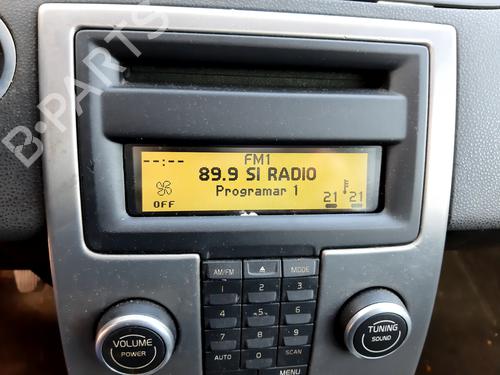 B-PARTS
FM1
--:--
89.9 SI RADIO
Programar 1
OFF
21 21
AM/FM
MODE
1 2 3
4 5 6
7 8 9
AUTO 0 SCAN
MENU
VOLUME
POWER
TUNING
SOUND